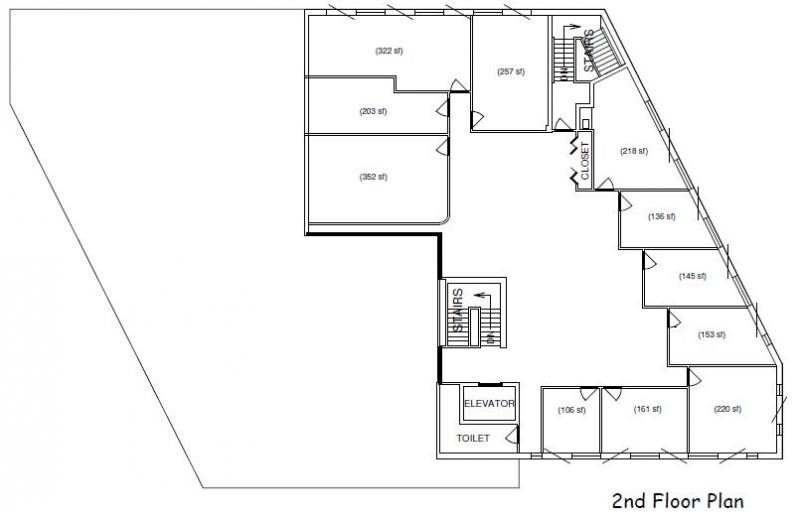 (322 sf)
(257 sf)
DN
STAIRS
(203 sf)
(218 sf)
CLOSET
(352 sf)
(136 sf)
(145 sf)
STAIRS
DN
(153 sf)
ELEVATOR
(106 sf)
(161 sf)
(220 sf)
TOILET
2nd Floor Plan